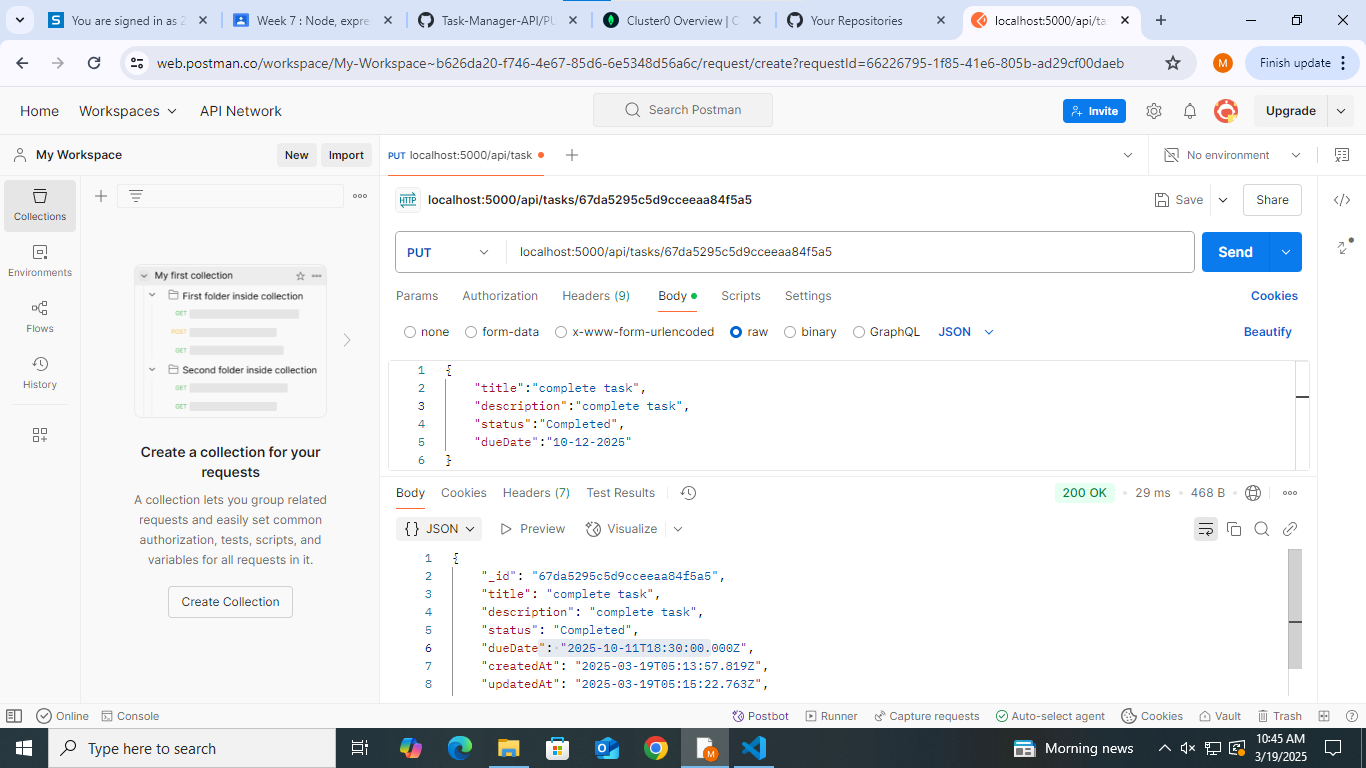 You are signed in as 2
Week 7 : Node, expre
Task-Manager-API/PU
Cluster0 Overview | C
Your Repositories
localhost:5000/api/ta
web.postman.co/workspace/My-Workspace~b626da20-f746-4e67-85d6-6e5348d56a6c/request/create?requestId=66226795-1f85-41e6-805b-ad29cf00daeb
M
Finish update
Home
Workspaces
API Network
Search Postman
Invite
Upgrade
My Workspace
New
Import
PUT localhost:5000/api/task
No environment
Collections
Environments
Flows
History
My first collection
First folder inside collection
GET
POST
GET
Second folder inside collection
GET
GET
Create a collection for your
requests
A collection lets you group related
requests and easily set common
authorization, tests, scripts, and
variables for all requests in it.
Create Collection
HTTP localhost:5000/api/tasks/67da5295c5d9cceeaa84f5a5
Save
Share
PUT
localhost:5000/api/tasks/67da5295c5d9cceeaa84f5a5
Send
Params
Authorization
Headers (9)
Body
Scripts
Settings
Cookies
none
form-data
x-www-form-urlencoded
raw
binary
GraphQL
JSON
Beautify
1 {
2 "title":"complete task",
3 "description":"complete task",
4 "status":"Completed",
5 "dueDate":"10-12-2025"
6 }
Body
Cookies
Headers (7)
Test Results
200 OK
29 ms
468 B
{} JSON
Preview
Visualize
1 {
2 "_id": "67da5295c5d9cceeaa84f5a5",
3 "title": "complete task",
4 "description": "complete task",
5 "status": "Completed",
6 "dueDate": "2025-10-11T18:30:00.000Z",
7 "createdAt": "2025-03-19T05:13:57.819Z",
8 "updatedAt": "2025-03-19T05:15:22.763Z",
Online
Console
Postbot
Runner
Capture requests
Auto-select agent
Cookies
Vault
Trash
Type here to search
Morning news
10:45 AM
3/19/2025